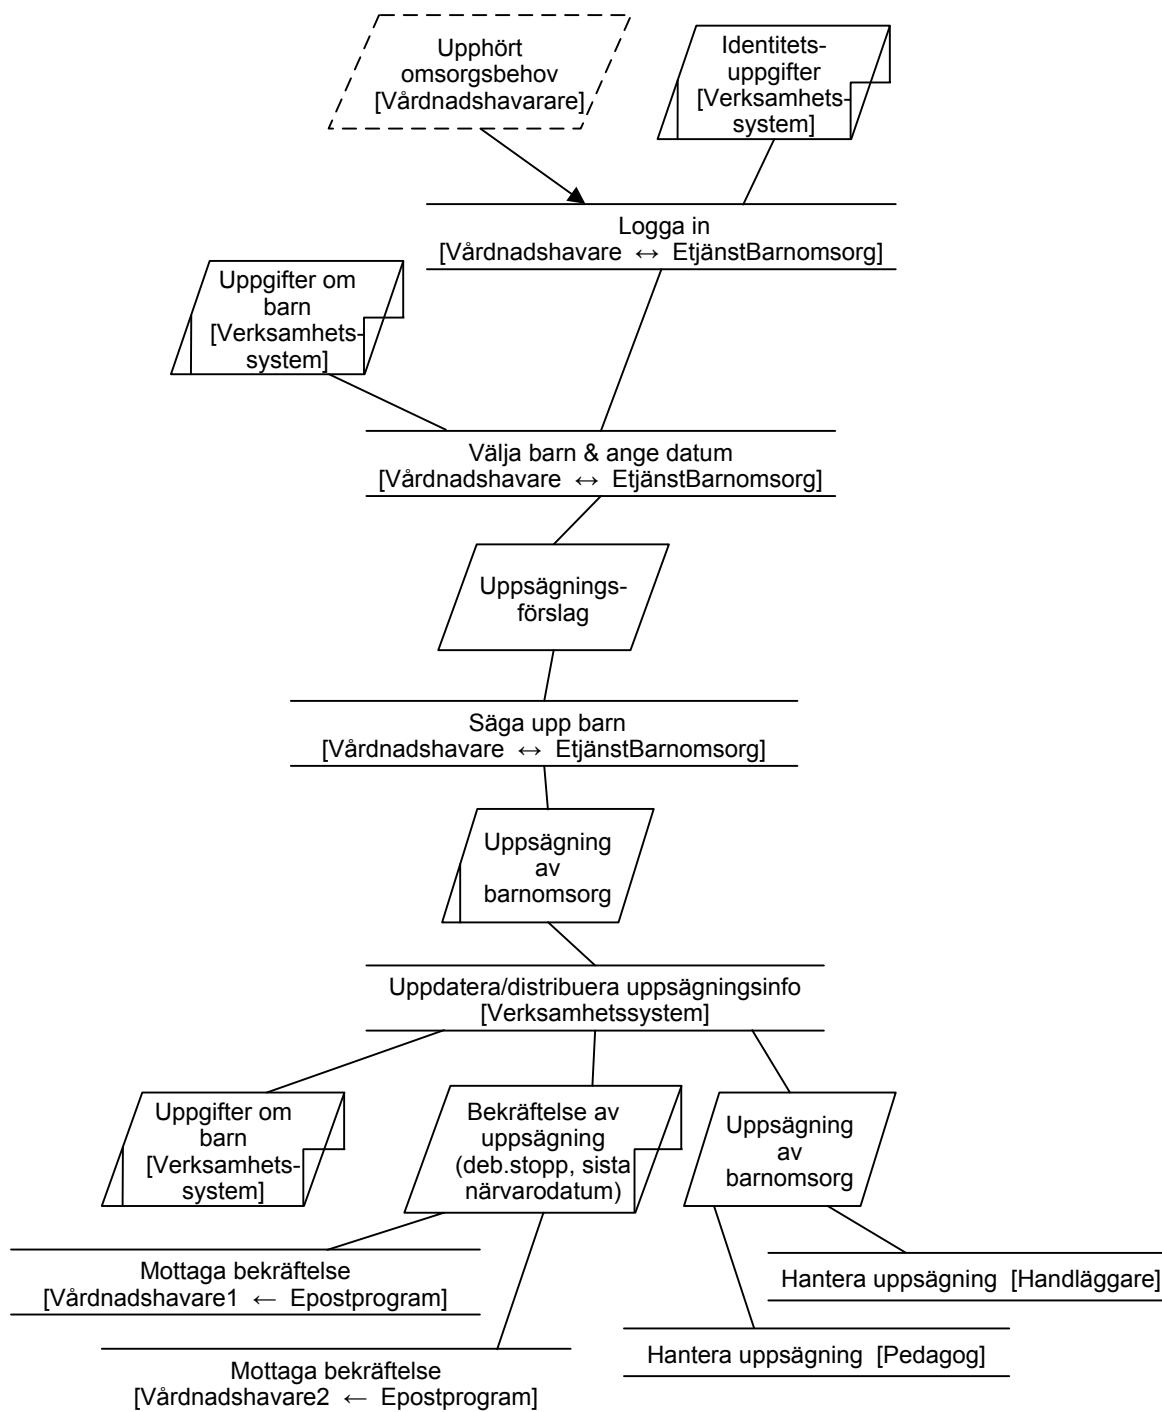 Upphört
omsorgsbehov
[Vårdnadshavarare]
Identitets-
uppgifter
[Verksamhets-
system]
Logga in
[Vårdnadshavare ↔ EtjänstBarnomsorg]
Uppgifter om
barn
[Verksamhets-
system]
Välja barn & ange datum
[Vårdnadshavare ↔ EtjänstBarnomsorg]
Uppsägnings-
förslag
Säga upp barn
[Vårdnadshavare ↔ EtjänstBarnomsorg]
Uppsägning
av
barnomsorg
Uppdatera/distribuera uppsägningsinfo
[Verksamhetssystem]
Uppgifter om
barn
[Verksamhets-
system]
Bekräftelse av
uppsägning
(deb.stopp, sista
närvarodatum)
Uppsägning
av
barnomsorg
Mottaga bekräftelse
[Vårdnadshavare1 ← Epostprogram]
Hantera uppsägning [Handläggare]
Mottaga bekräftelse
[Vårdnadshavare2 ← Epostprogram]
Hantera uppsägning [Pedagog]